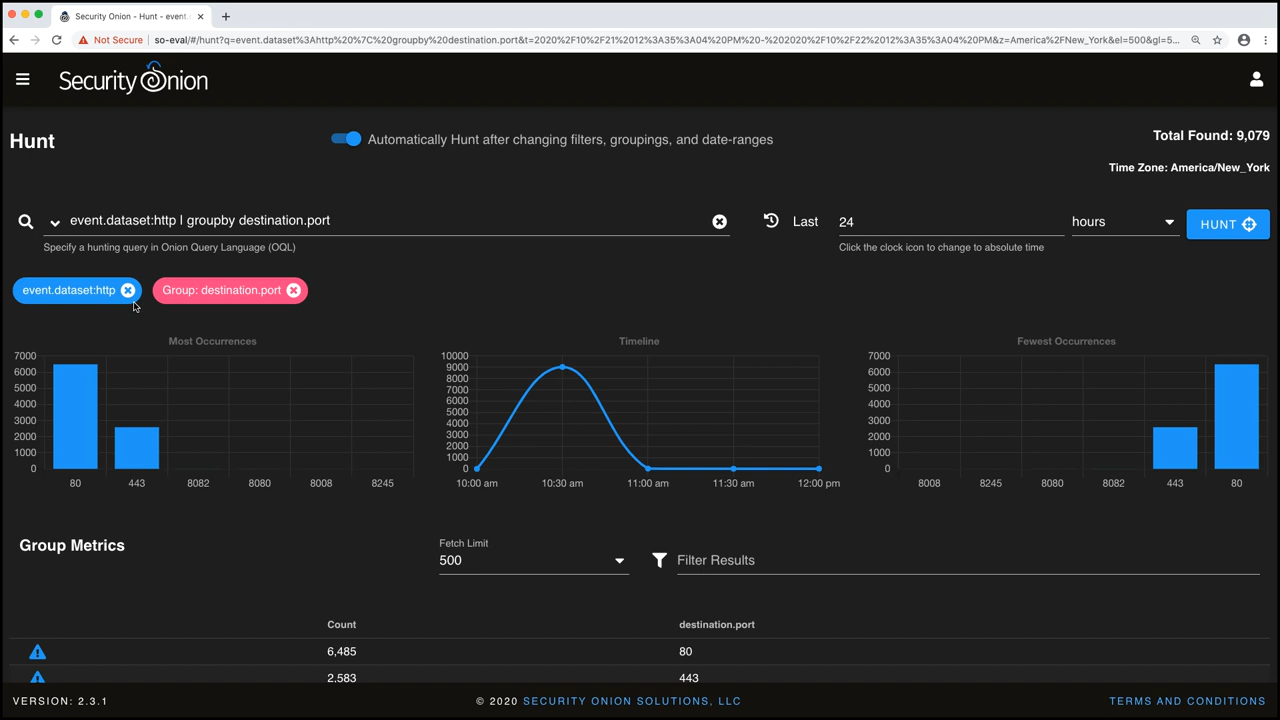 Security Onion - Hunt - event.
Not Secure so-eval/#/hunt?q=event.dataset%3Ahttp%20%7C%20groupby%20destination.port&t=2020%2F10%2F21%2012%3A35%3A04%20PM%20-%202020%2F10%2F22%2012%3A35%3A04%20PM&z=America%2FNew_York&el=500&gl=5...
Security Onion
Hunt
Automatically Hunt after changing filters, groupings, and date-ranges
Total Found: 9,079
Time Zone: America/New_York
event.dataset:http | groupby destination.port
Last 24 hours HUNT
Specify a hunting query in Onion Query Language (OQL)
Click the clock icon to change to absolute time
event.dataset:http Group: destination.port
Most Occurrences
7000
6000
5000
4000
3000
2000
1000
0
80 443 8082 8080 8008 8245
Timeline
10000
9000
8000
7000
6000
5000
4000
3000
2000
1000
0
10:00 am 10:30 am 11:00 am 11:30 am 12:00 pm
Fewest Occurrences
7000
6000
5000
4000
3000
2000
1000
0
8008 8245 8080 8082 443 80
Group Metrics
Fetch Limit
500
Filter Results
Count destination.port
6,485 80
2,583 443
VERSION: 2.3.1
© 2020 SECURITY ONION SOLUTIONS, LLC
TERMS AND CONDITIONS